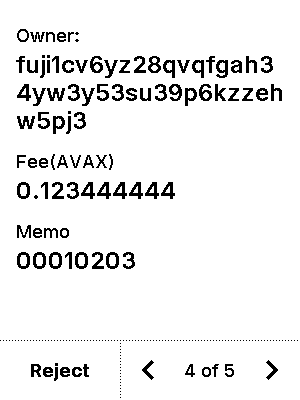 Owner:
fuji1cv6yz28qvqfgah3
4yw3y53su39p6kzzeh
w5pj3
Fee(AVAX)
0.123444444
Memo
00010203
Reject
4 of 5